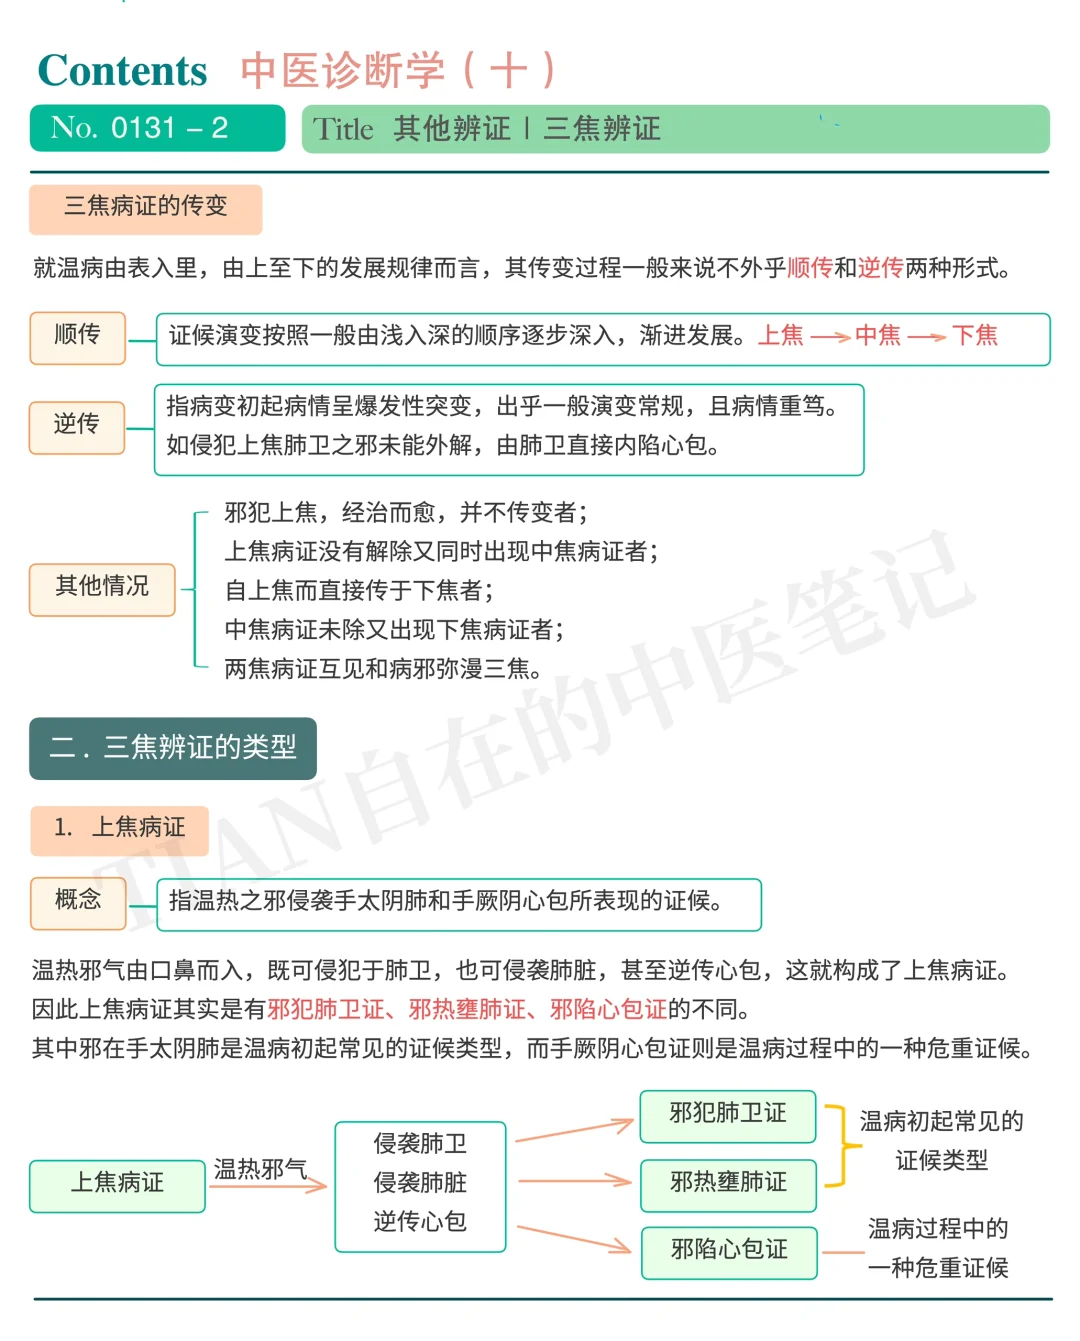 Contents 中医诊断学（十）
No. 0131－2
Title 其他辨证｜三焦辨证
三焦病证的传变
就温病由表入里，由上至下的发展规律而言，其传变过程一般来说不外乎顺传和逆传两种形式。
顺传
证候演变按照一般由浅入深的顺序逐步深入，渐进发展。上焦 → 中焦 → 下焦
逆传
指病变初起病情呈爆发性突变，出乎一般演变常规，且病情重笃。
如侵犯上焦肺卫之邪未能外解，由肺卫直接内陷心包。
其他情况
邪犯上焦，经治而愈，并不传变者；
上焦病证没有解除又同时出现中焦病证者；
自上焦而直接传于下焦者；
中焦病证未除又出现下焦病证者；
两焦病证互见和病邪弥漫三焦。
二．三焦辨证的类型
1. 上焦病证
概念
指温热之邪侵袭手太阴肺和手厥阴心包所表现的证候。
温热邪气由口鼻而入，既可侵犯于肺卫，也可侵袭肺脏，甚至逆传心包，这就构成了上焦病证。
因此上焦病证其实是有邪犯肺卫证、邪热壅肺证、邪陷心包证的不同。
其中邪在手太阴肺是温病初起常见的证候类型，而手厥阴心包证则是温病过程中的一种危重证候。
上焦病证
温热邪气
侵袭肺卫
侵袭肺脏
逆传心包
邪犯肺卫证
邪热壅肺证
邪陷心包证
温病初起常见的
证候类型
温病过程中的
一种危重证候
TIAN自在的中医笔记